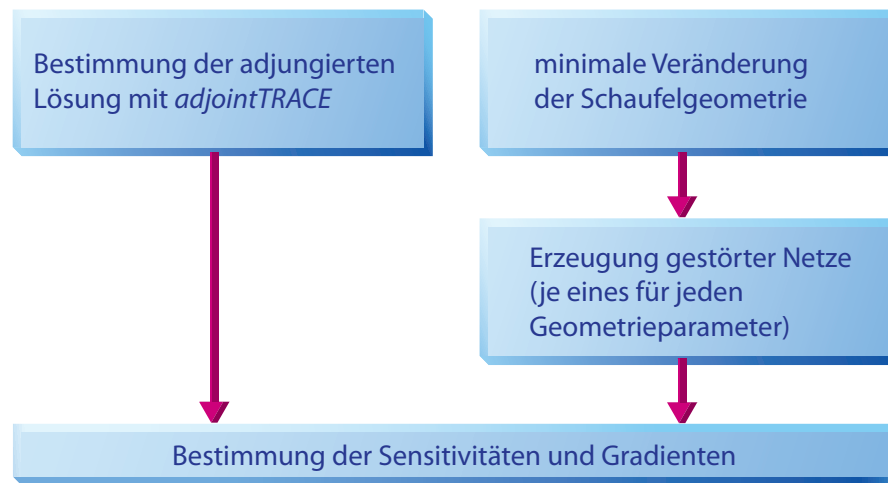 Bestimmung der adjungierten
Lösung mit adjointTRACE
minimale Veränderung
der Schaufelgeometrie
Erzeugung gestörter Netze
(je eines für jeden
Geometrieparameter)
Bestimmung der Sensitivitäten und Gradienten